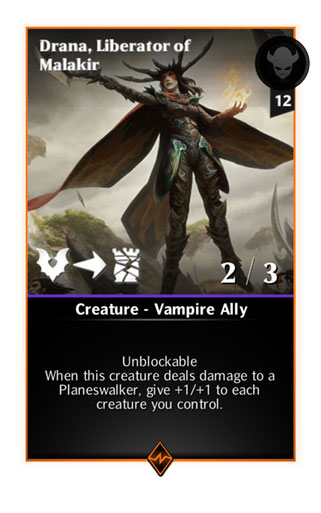 Drana, Liberator of
Malakir
12
2 / 3
Creature - Vampire Ally
Unblockable
When this creature deals damage to a
Planeswalker, give +1/+1 to each
creature you control.